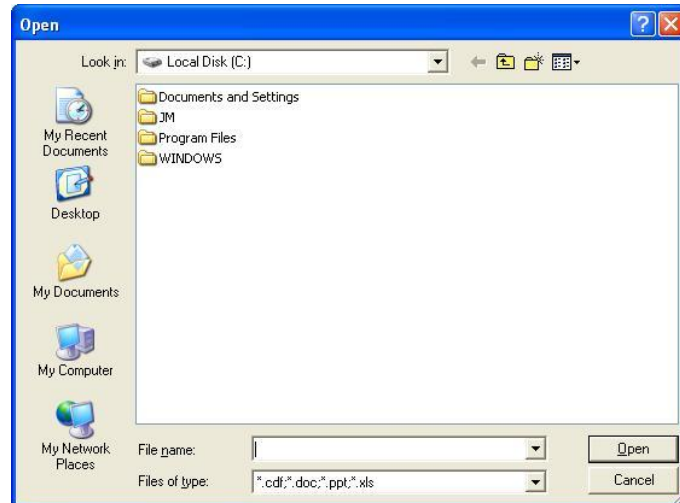 Open
Look in:
Local Disk (C:)
My Recent
Documents
Desktop
My Documents
My Computer
My Network
Places
Documents and Settings
JM
Program Files
WINDOWS
File name:
Open
Files of type:
*.cdf;*.doc;*.ppt;*.xls
Cancel